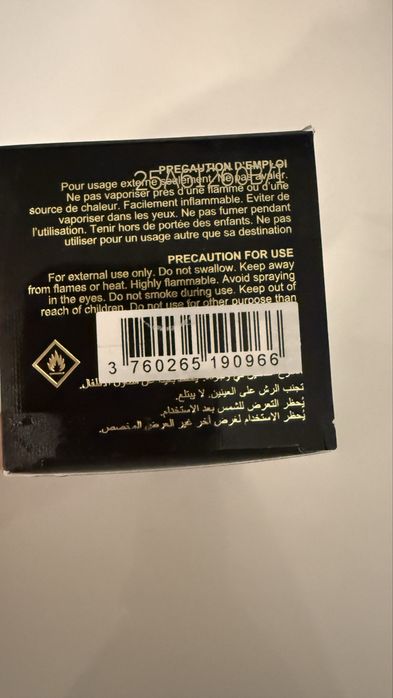 PRECAUTION D'EMPLOI
Pour usage externe seulement. Ne pas avaler.
Ne pas vaporiser près d'une flamme ou d'une
source de chaleur. Facilement inflammable. Eviter de
vaporiser dans les yeux. Ne pas fumer pendant
l'utilisation. Tenir hors de portée des enfants. Ne pas
utiliser pour un usage autre que sa destination
PRECAUTION FOR USE
For external use only. Do not swallow. Keep away
from flames or heat. Highly flammable. Avoid spraying
in the eyes. Do not smoke during use. Keep out of
reach of children. Do not use for other purpose than
3 760265 190966
تجنب الرش على العينين. لا يبتلع.
يُحظر التعرض للشمس بعد الاستخدام.
يُحظر الاستخدام لغرض آخر غير الغرض المخصص.